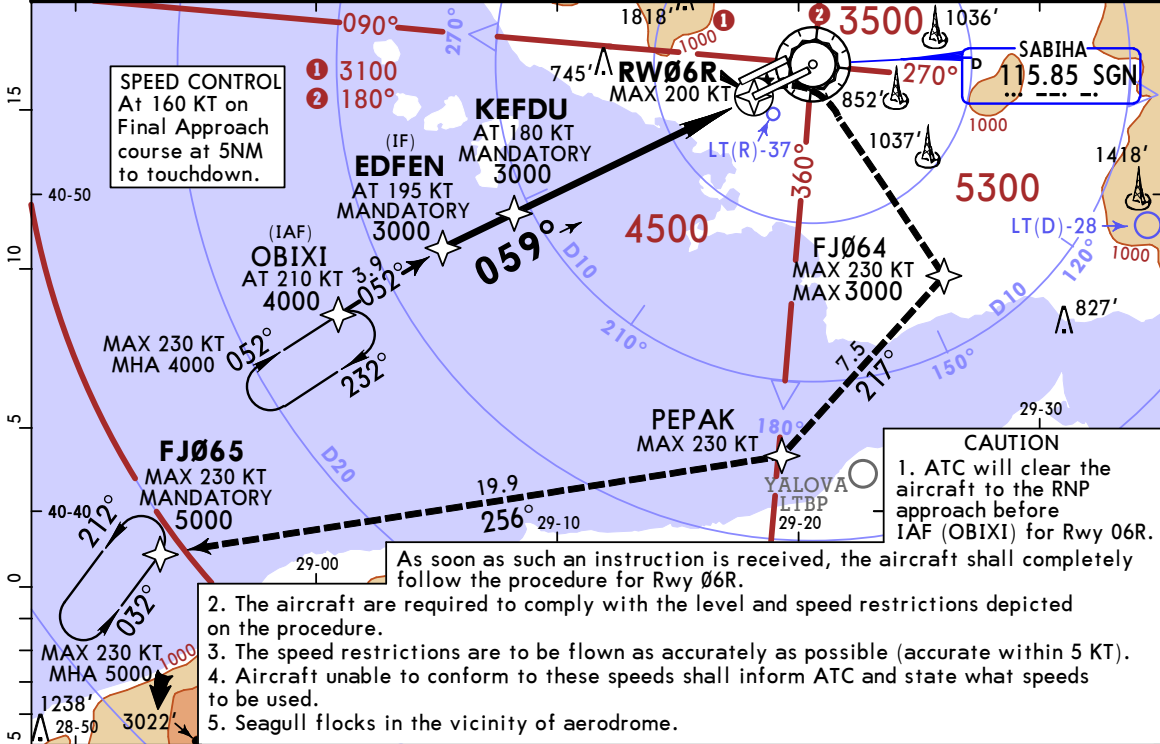 1818'
1
2
3500
1036'
090°
270°
1000
SABIHA
D
115.85 SGN
1 3100
2 180°
745'
RWØ6R
MAX 200 KT
270°
852'
1037'
1000
1418'
SPEED CONTROL
At 160 KT on
Final Approach
course at 5NM
to touchdown.
15
KEFDU
AT 180 KT
MANDATORY
3000
(IF)
EDFEN
AT 195 KT
MANDATORY
3000
LT(R)-37
360°
5300
40-50
4500
LT(D)-28
1000
(IAF)
OBIXI
AT 210 KT
4000
3.9
052°
059°
D10
FJØ64
MAX 230 KT
MAX 3000
120°
D10
10
827'
MAX 230 KT
MHA 4000
052°
232°
210°
150°
7.5
217°
29-30
5
PEPAK
MAX 230 KT
180°
D20
FJØ65
MAX 230 KT
MANDATORY
5000
19.9
256°
YALOVA
LTBP
29-20
29-10
29-00
40-40
212°
032°
0
CAUTION
1. ATC will clear the
aircraft to the RNP
approach before
IAF (OBIXI) for Rwy 06R.
As soon as such an instruction is received, the aircraft shall completely
follow the procedure for Rwy Ø6R.
2. The aircraft are required to comply with the level and speed restrictions depicted
on the procedure.
3. The speed restrictions are to be flown as accurately as possible (accurate within 5 KT).
4. Aircraft unable to conform to these speeds shall inform ATC and state what speeds
to be used.
5. Seagull flocks in the vicinity of aerodrome.
MAX 230 KT
MHA 5000
1000
1238'
28-50
3022'
5